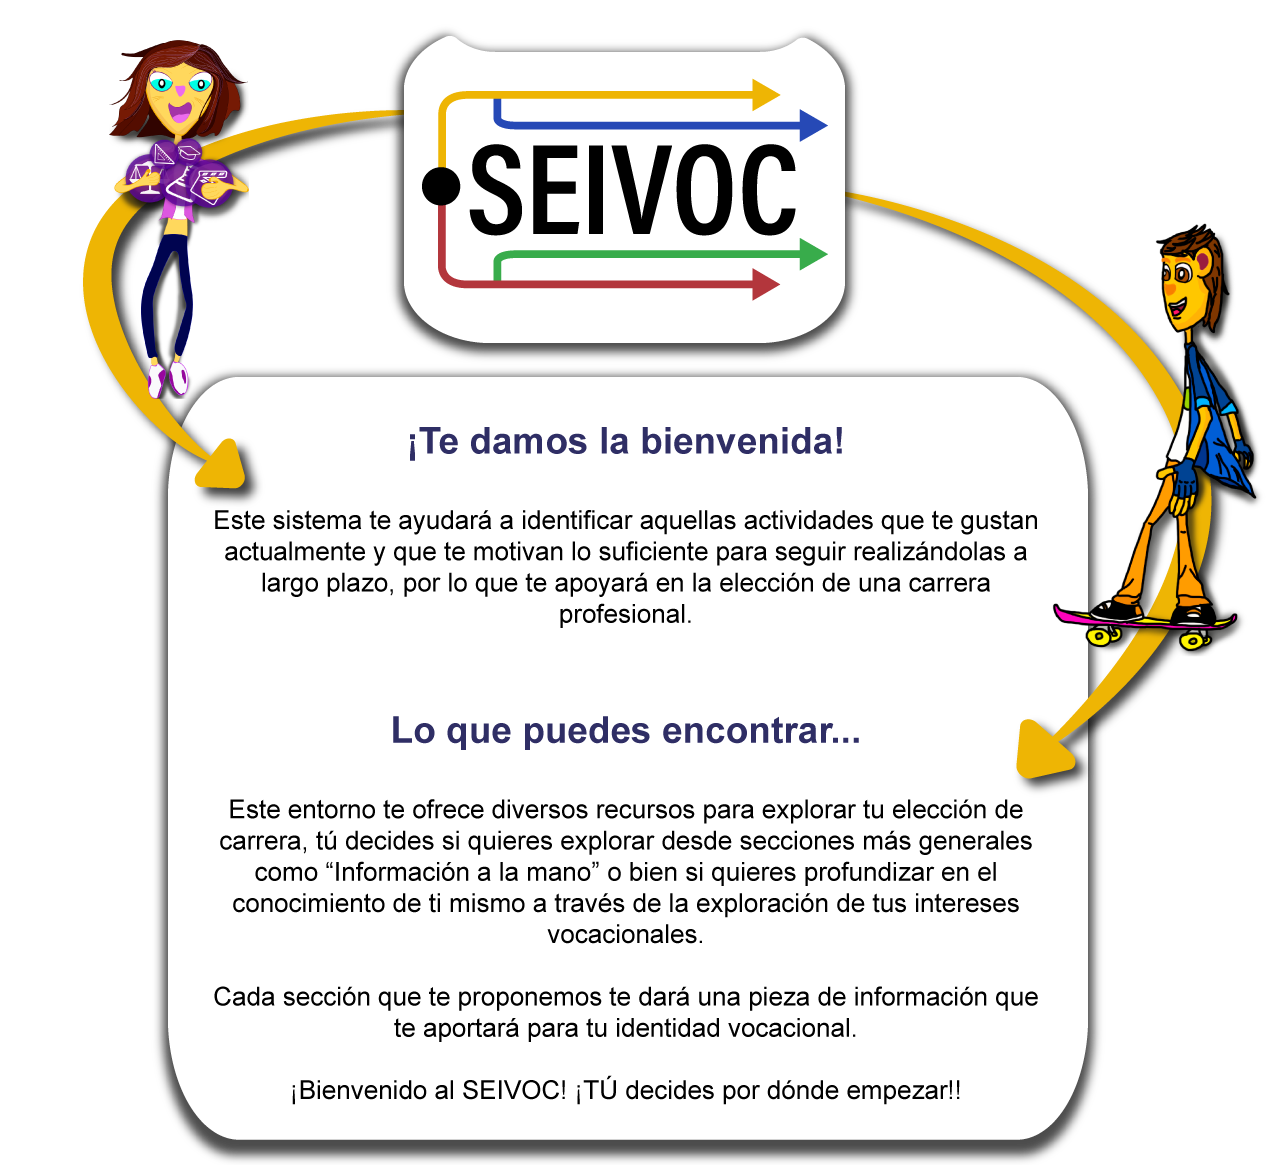 SEIVOC
¡Te damos la bienvenida!
Este sistema te ayudará a identificar aquellas actividades que te gustan
actualmente y que te motivan lo suficiente para seguir realizándolas a
largo plazo, por lo que te apoyará en la elección de una carrera
profesional.
Lo que puedes encontrar...
Este entorno te ofrece diversos recursos para explorar tu elección de
carrera, tú decides si quieres explorar desde secciones más generales
como “Información a la mano” o bien si quieres profundizar en el
conocimiento de ti mismo a través de la exploración de tus intereses
vocacionales.
Cada sección que te proponemos te dará una pieza de información que
te aportará para tu identidad vocacional.
¡Bienvenido al SEIVOC! ¡TÚ decides por dónde empezar!!